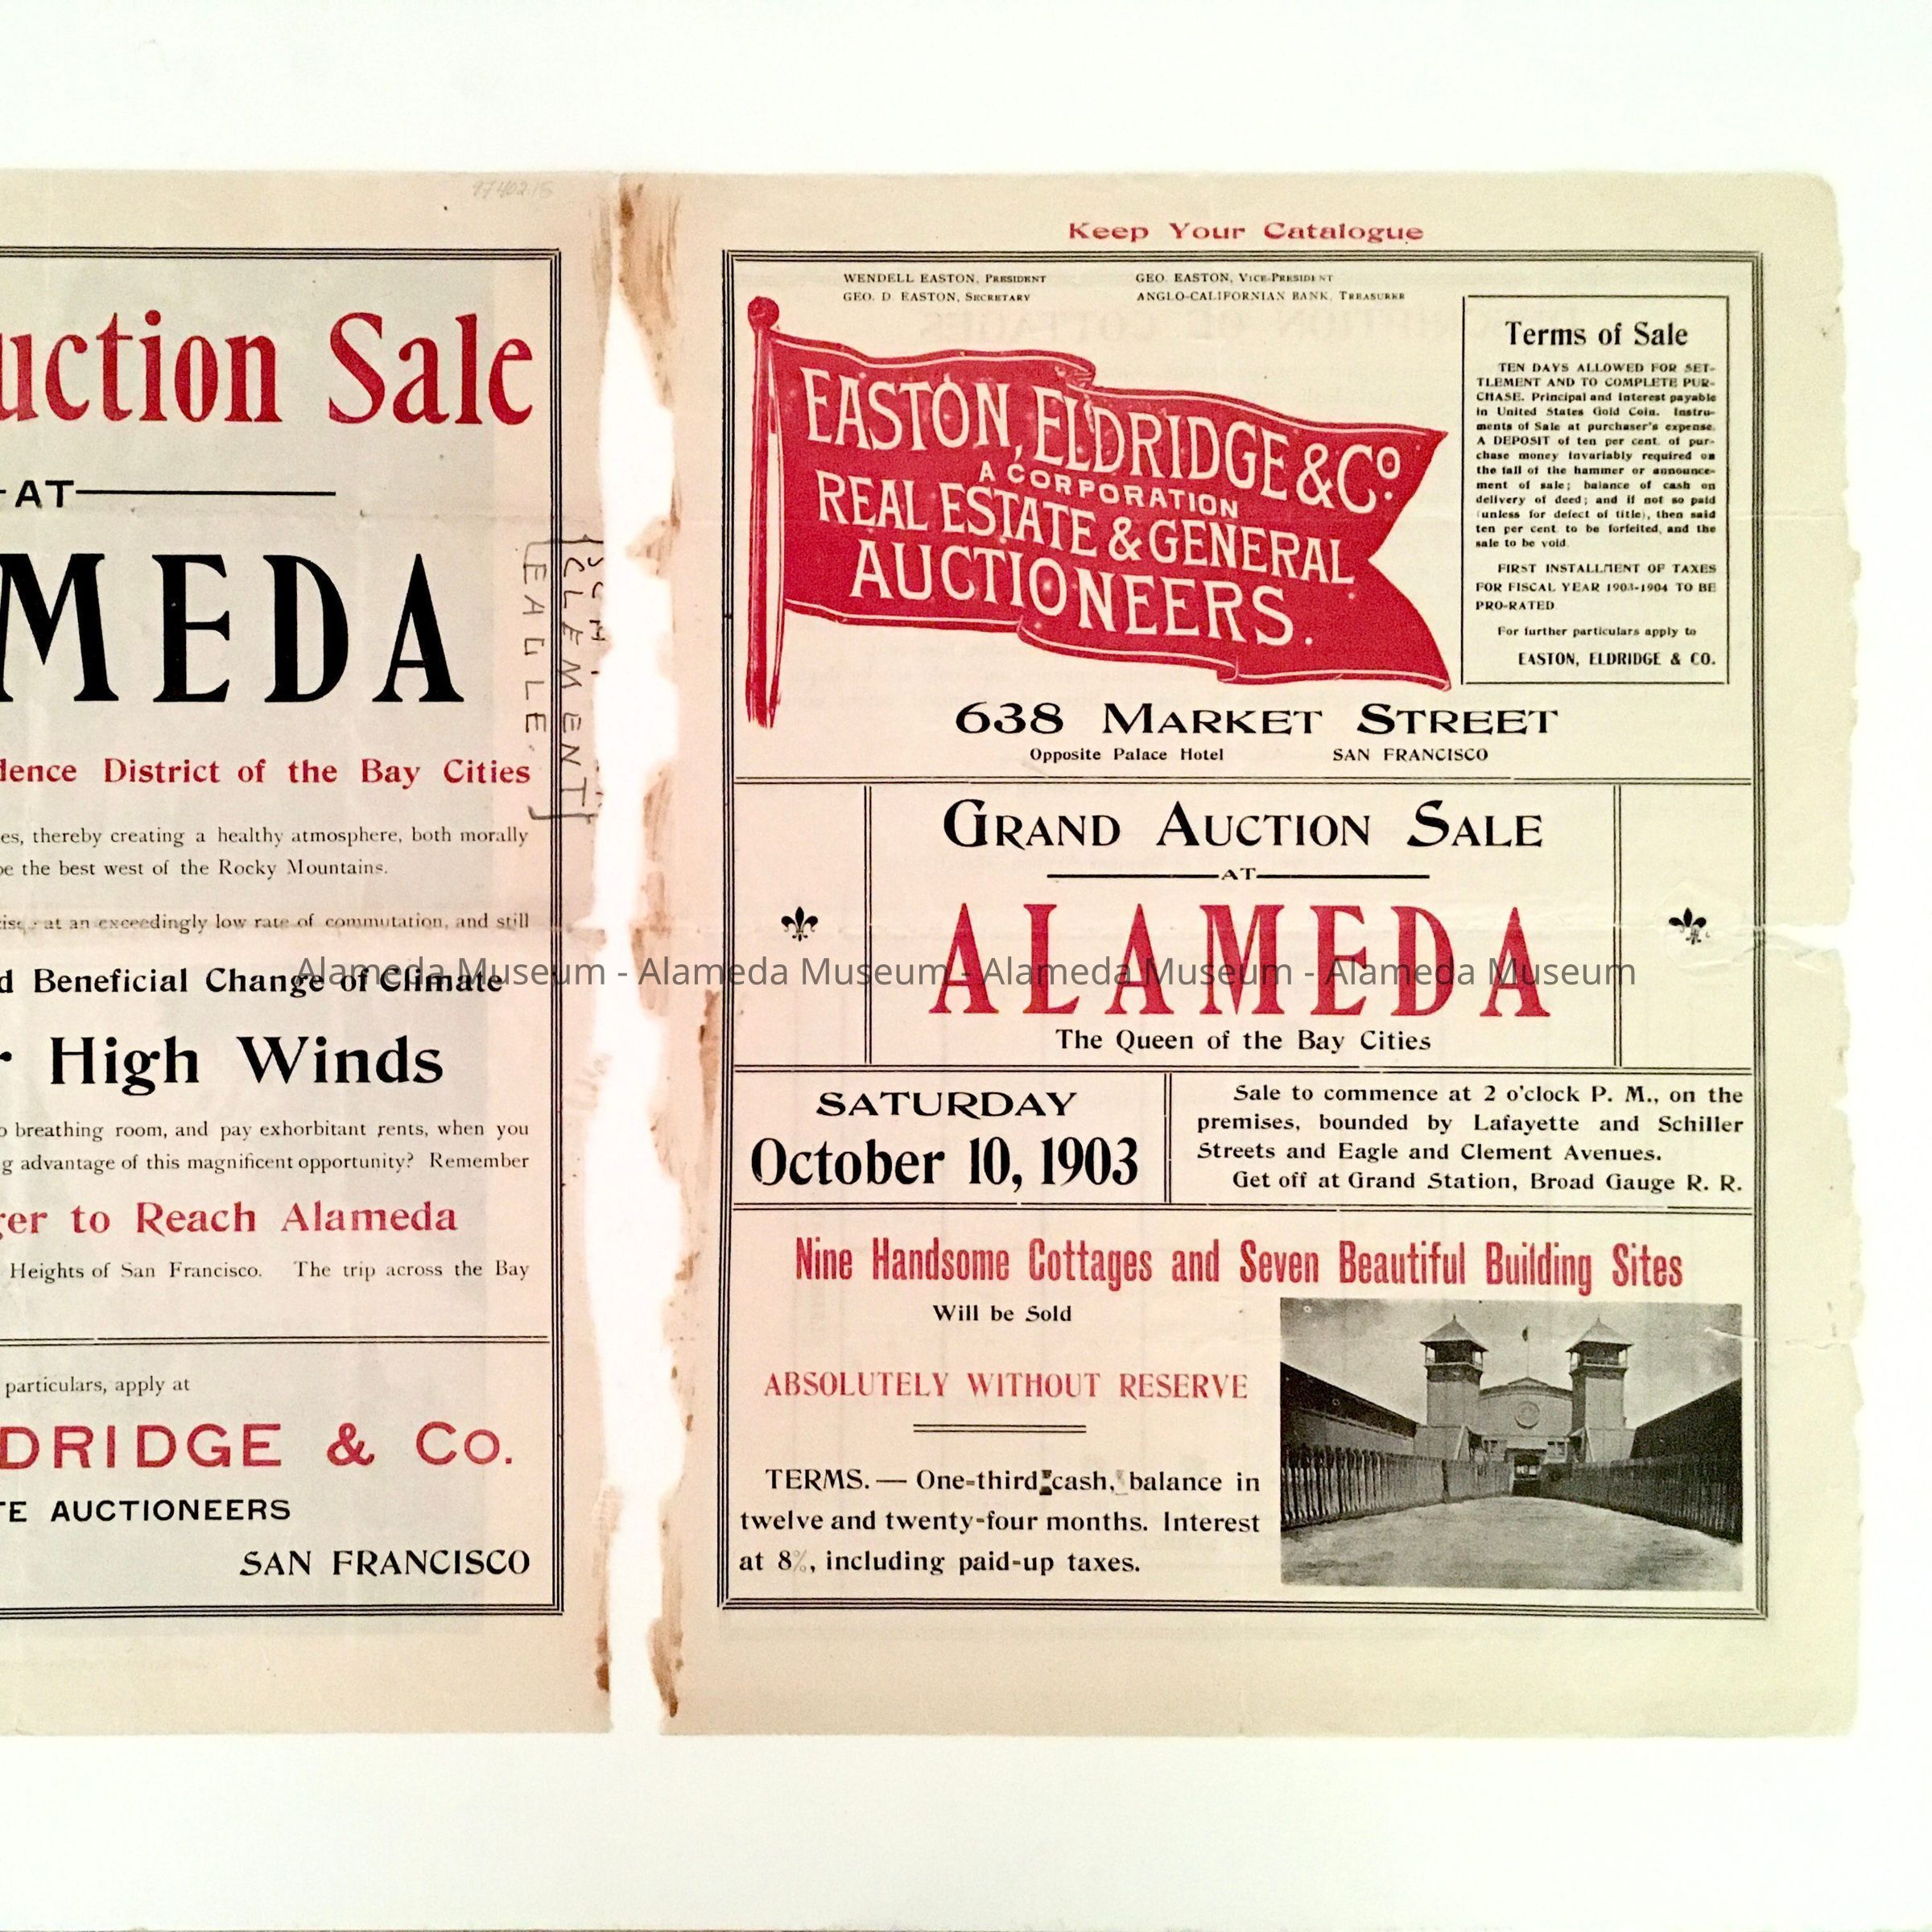 97402.15
uction Sale
AT
MEDA
dence District of the Bay Cities
es, thereby creating a healthy atmosphere, both morally
be the best west of the Rocky Mountains.
at an exceedingly low rate of commutation, and still
d Beneficial Change of Climate
r High Winds
o breathing room, and pay exhorbitant rents, when you
g advantage of this magnificent opportunity? Remember
ger to Reach Alameda
Heights of San Francisco. The trip across the Bay
particulars, apply at
DRIDGE & Co.
TE AUCTIONEERS
SAN FRANCISCO
CLEMENT]
EAGLE.
Keep Your Catalogue
WENDELL EASTON, PRESIDENT
GEO. EASTON, VICE-PRESIDENT
GEO. D. EASTON, SECRETARY
ANGLO-CALIFORNIAN BANK, TREASURER
EASTON, ELDRIDGE & Co.
A CORPORATION
REAL ESTATE & GENERAL
AUCTIONEERS.
Terms of Sale
TEN DAYS ALLOWED FOR SET-
TLEMENT AND TO COMPLETE PUR-
CHASE. Principal and Interest payable
in United States Gold Coin. Instru-
ments of Sale at purchaser's expense.
A DEPOSIT of ten per cent. of pur-
chase money invariably required on
the fall of the hammer or announce-
ment of sale; balance of cash on
delivery of deed; and if not so paid
(unless for defect of title), then said
ten per cent. to be forfeited, and the
sale to be void.
FIRST INSTALLMENT OF TAXES
FOR FISCAL YEAR 1903-1904 TO BE
PRO-RATED
For further particulars apply to
EASTON, ELDRIDGE & CO.
638 MARKET STREET
Opposite Palace Hotel SAN FRANCISCO
GRAND AUCTION SALE
AT
ALAMEDA
The Queen of the Bay Cities
Alameda Museum - Alameda Museum - Alameda Museum - Alameda Museum
SATURDAY
October 10, 1903
Sale to commence at 2 o'clock P. M., on the
premises, bounded by Lafayette and Schiller
Streets and Eagle and Clement Avenues.
Get off at Grand Station, Broad Gauge R. R.
Nine Handsome Cottages and Seven Beautiful Building Sites
Will be Sold
ABSOLUTELY WITHOUT RESERVE
TERMS. — One-third cash, balance in
twelve and twenty-four months. Interest
at 8%, including paid-up taxes.